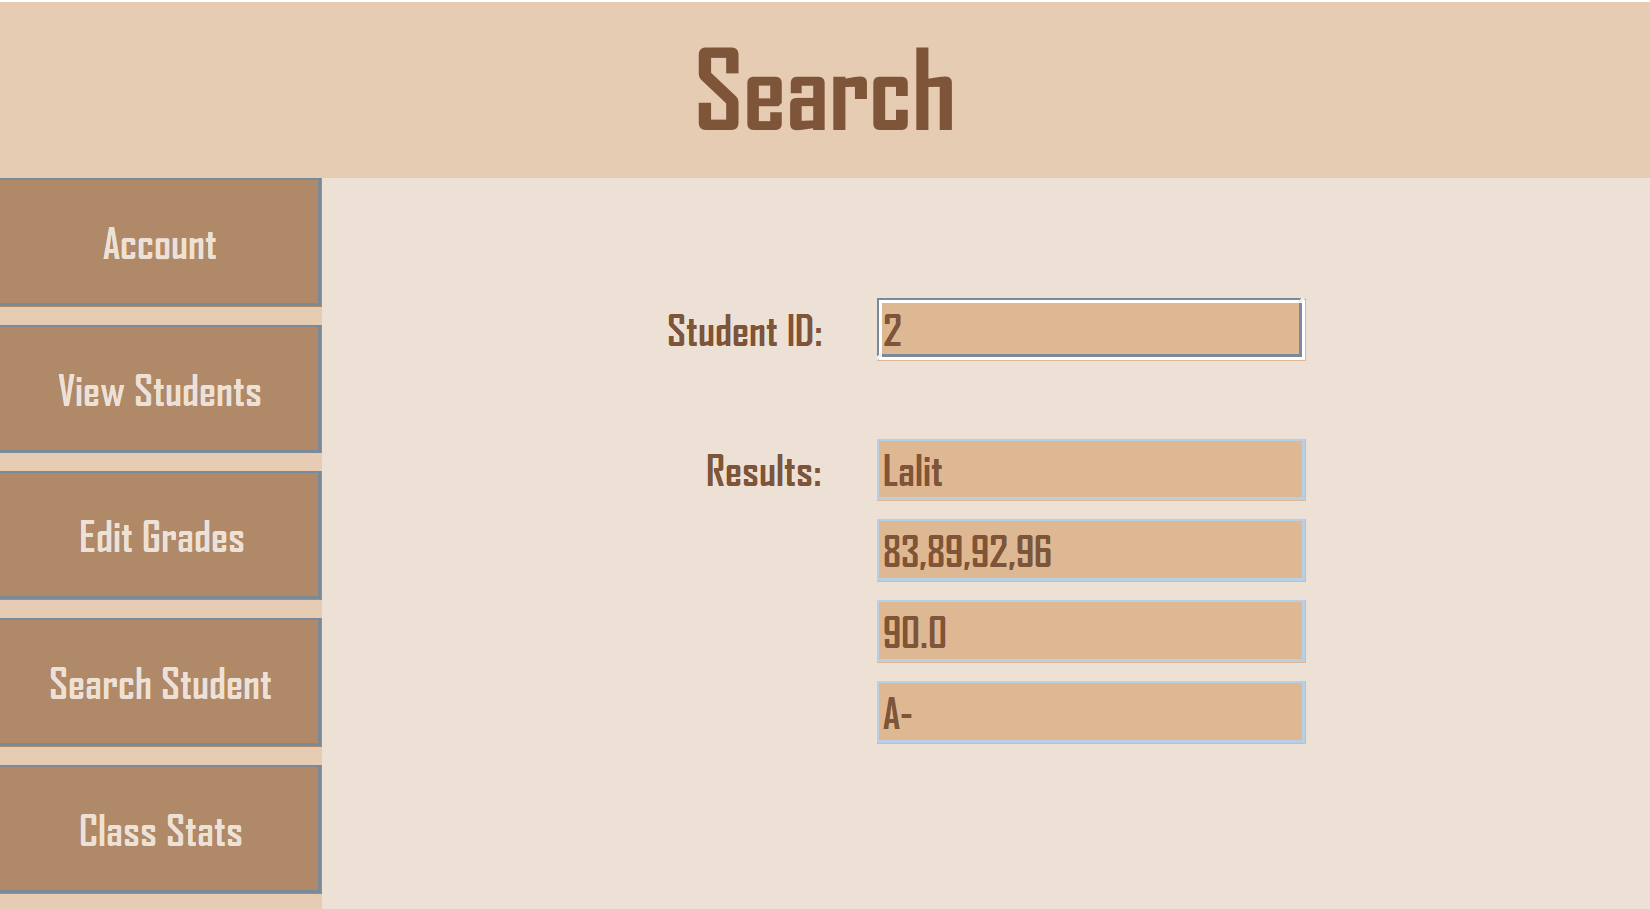 Search
Account
View Students
Edit Grades
Search Student
Class Stats
Student ID: 2
Results: Lalit
83,89,92,96
90.0
A-